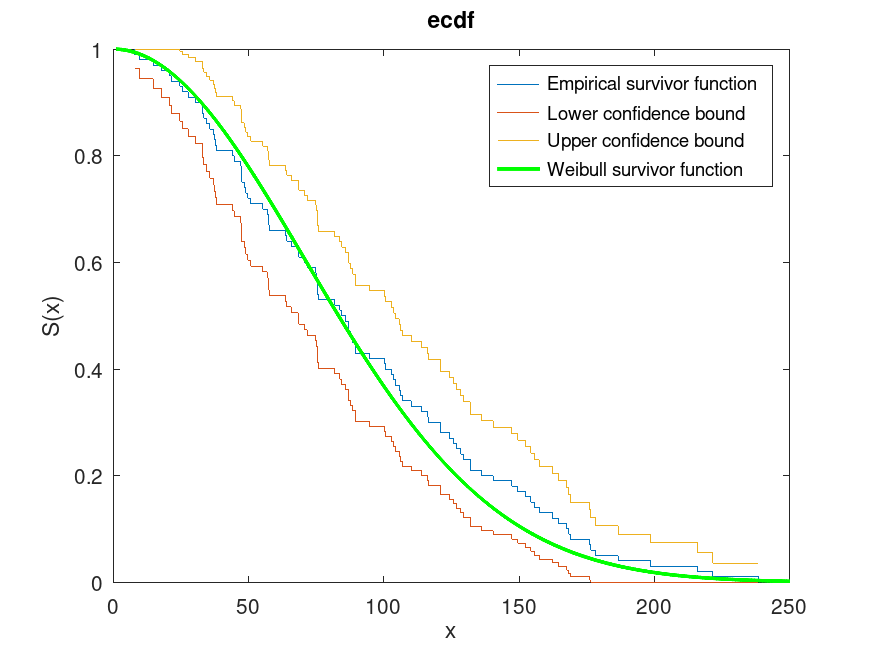 ecdf
1
0.8
0.6
0.4
0.2
0
S(x)
Empirical survivor function
Lower confidence bound
Upper confidence bound
Weibull survivor function
0 50 100 150 200 250
x